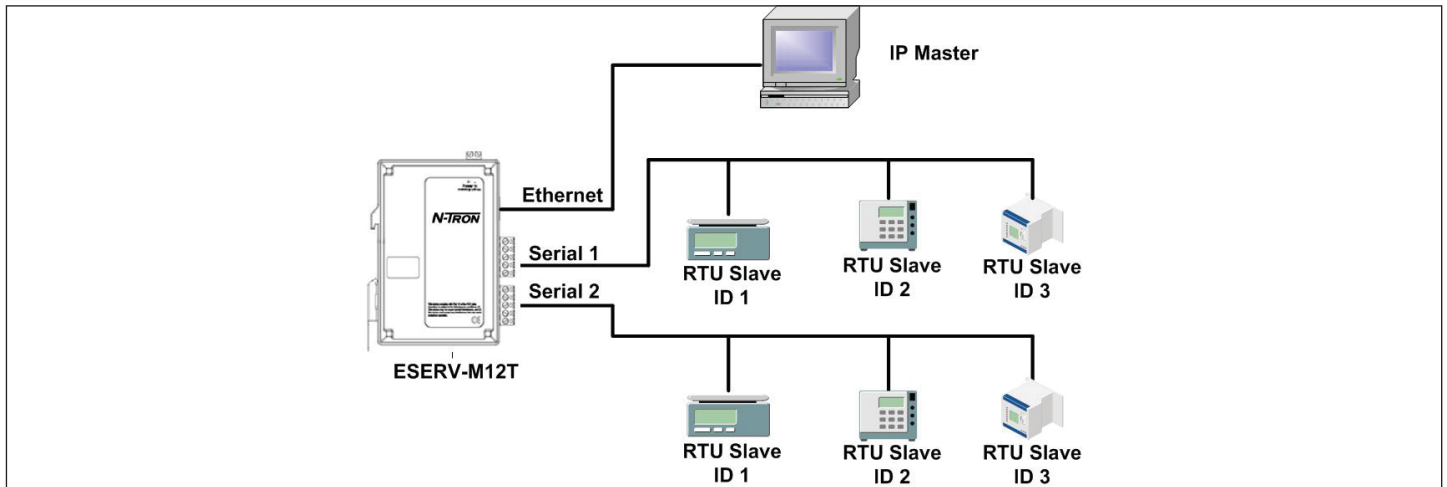 IP Master
Ethernet
N-TRON
Serial 1
RTU Slave
ID 1
RTU Slave
ID 2
RTU Slave
ID 3
Serial 2
ESERV-M12T
RTU Slave
ID 1
RTU Slave
ID 2
RTU Slave
ID 3